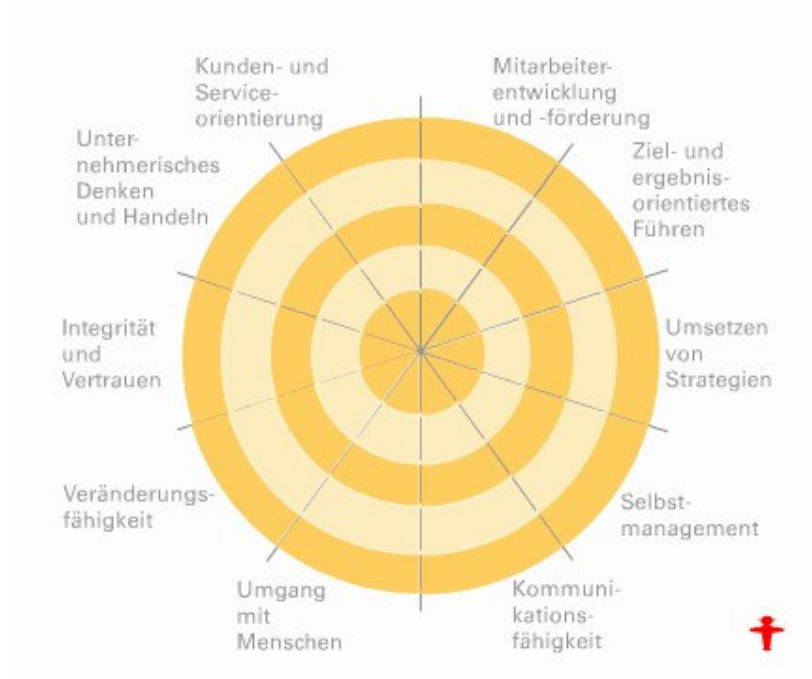 Kunden- und
Service-
orientierung
Mitarbeiter-
entwicklung
und -förderung
Ziel- und
ergebnis-
orientiertes
Führen
Umsetzen
von
Strategien
Selbst-
management
Kommuni-
kations-
fähigkeit
Umgang
mit
Menschen
Veränderungs-
fähigkeit
Integrität
und
Vertrauen
Unter-
nehmerisches
Denken
und Handeln